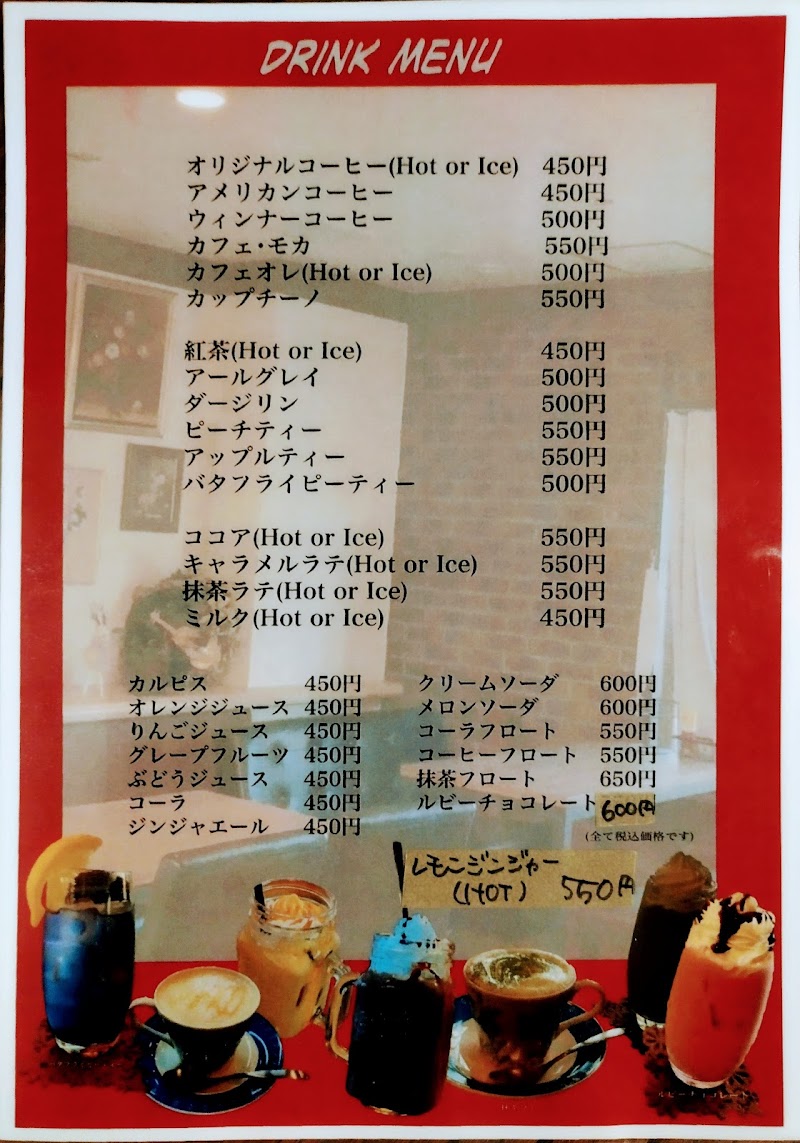 DRINK MENU
オリジナルコーヒー(Hot or Ice) 450円
アメリカンコーヒー 450円
ウィンナーコーヒー 500円
カフェ・モカ 550円
カフェオレ(Hot or Ice) 500円
カップチーノ 550円
紅茶(Hot or Ice) 450円
アールグレイ 500円
ダージリン 500円
ピーチティー 550円
アップルティー 550円
バタフライピーティー 500円
ココア(Hot or Ice) 550円
キャラメルラテ(Hot or Ice) 550円
抹茶ラテ(Hot or Ice) 550円
ミルク(Hot or Ice) 450円
カルピス 450円
オレンジジュース 450円
りんごジュース 450円
グレープフルーツ 450円
ぶどうジュース 450円
コーラ 450円
ジンジャエール 450円
クリームソーダ 600円
メロンソーダ 600円
コーラフロート 550円
コーヒーフロート 550円
抹茶フロート 650円
ルビーチョコレート 600円
(全て税込価格です)
レモンジンジャー
(HOT) 550円
ルビーチョコレート